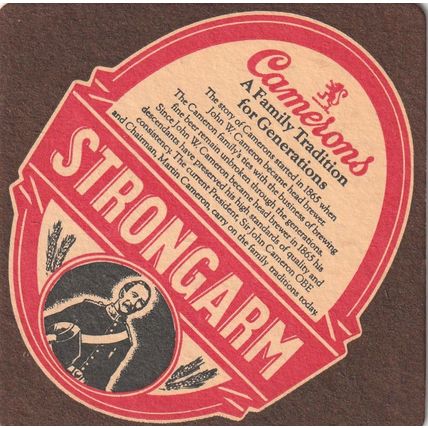 Camerons
A Family Tradition
for Generations
The story of Camerons started in 1865 when
John W. Cameron became head brewer.
The Cameron family's ties with the business of brewing
fine beer remain unbroken through the generations.
Since John W. Cameron became head brewer in 1865 his
descendants have preserved his high standards of quality and
consistency. The current President, Sir John Cameron OBE
and Chairman, Martin Cameron, carry on the family traditions today.
STRONGARM